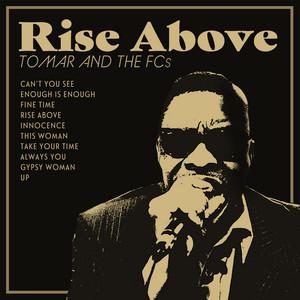 Rise Above
TOMAR AND THE FCs
CAN'T YOU SEE
ENOUGH IS ENOUGH
FINE TIME
RISE ABOVE
INNOCENCE
THIS WOMAN
TAKE YOUR TIME
ALWAYS YOU
GYPSY WOMAN
UP